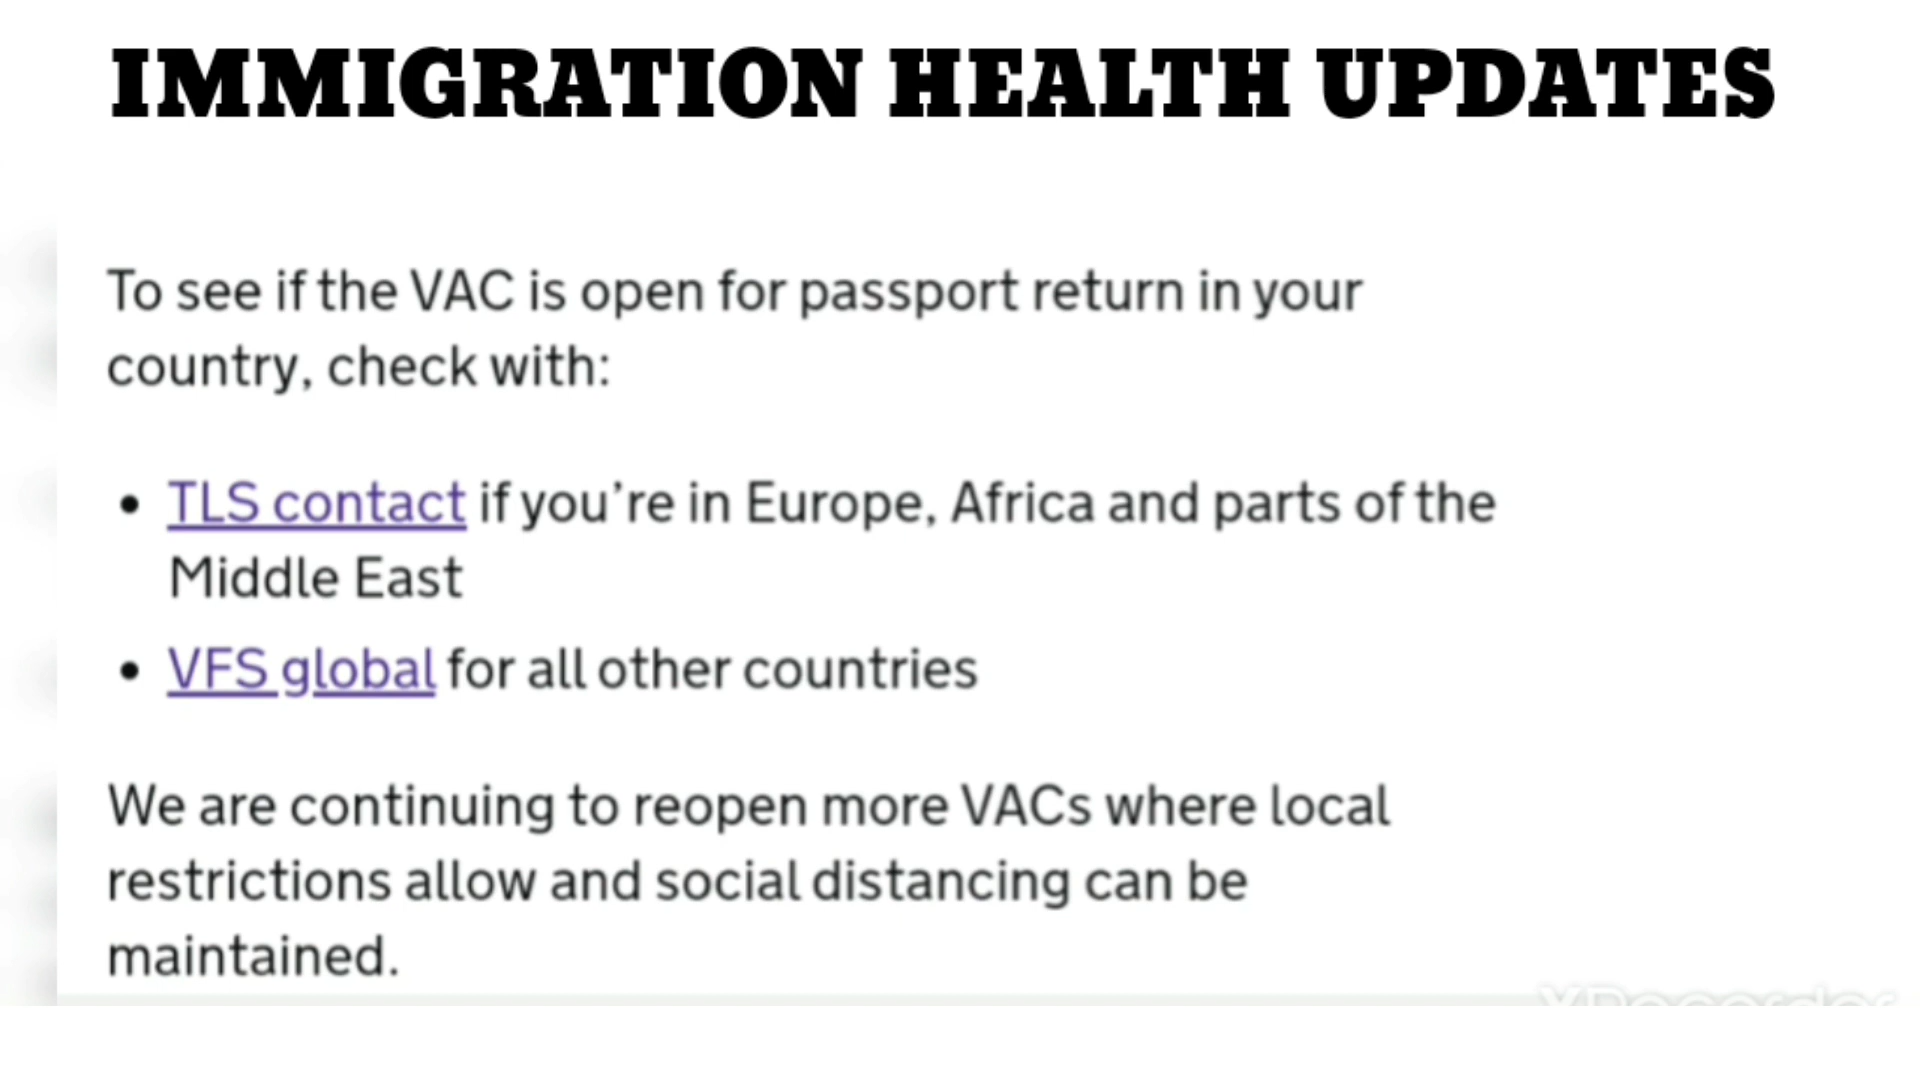 IMMIGRATION HEALTH UPDATES
To see if the VAC is open for passport return in your
country, check with:
• TLS contact if you're in Europe, Africa and parts of the
Middle East
• VFS global for all other countries
We are continuing to reopen more VACs where local
restrictions allow and social distancing can be
maintained.